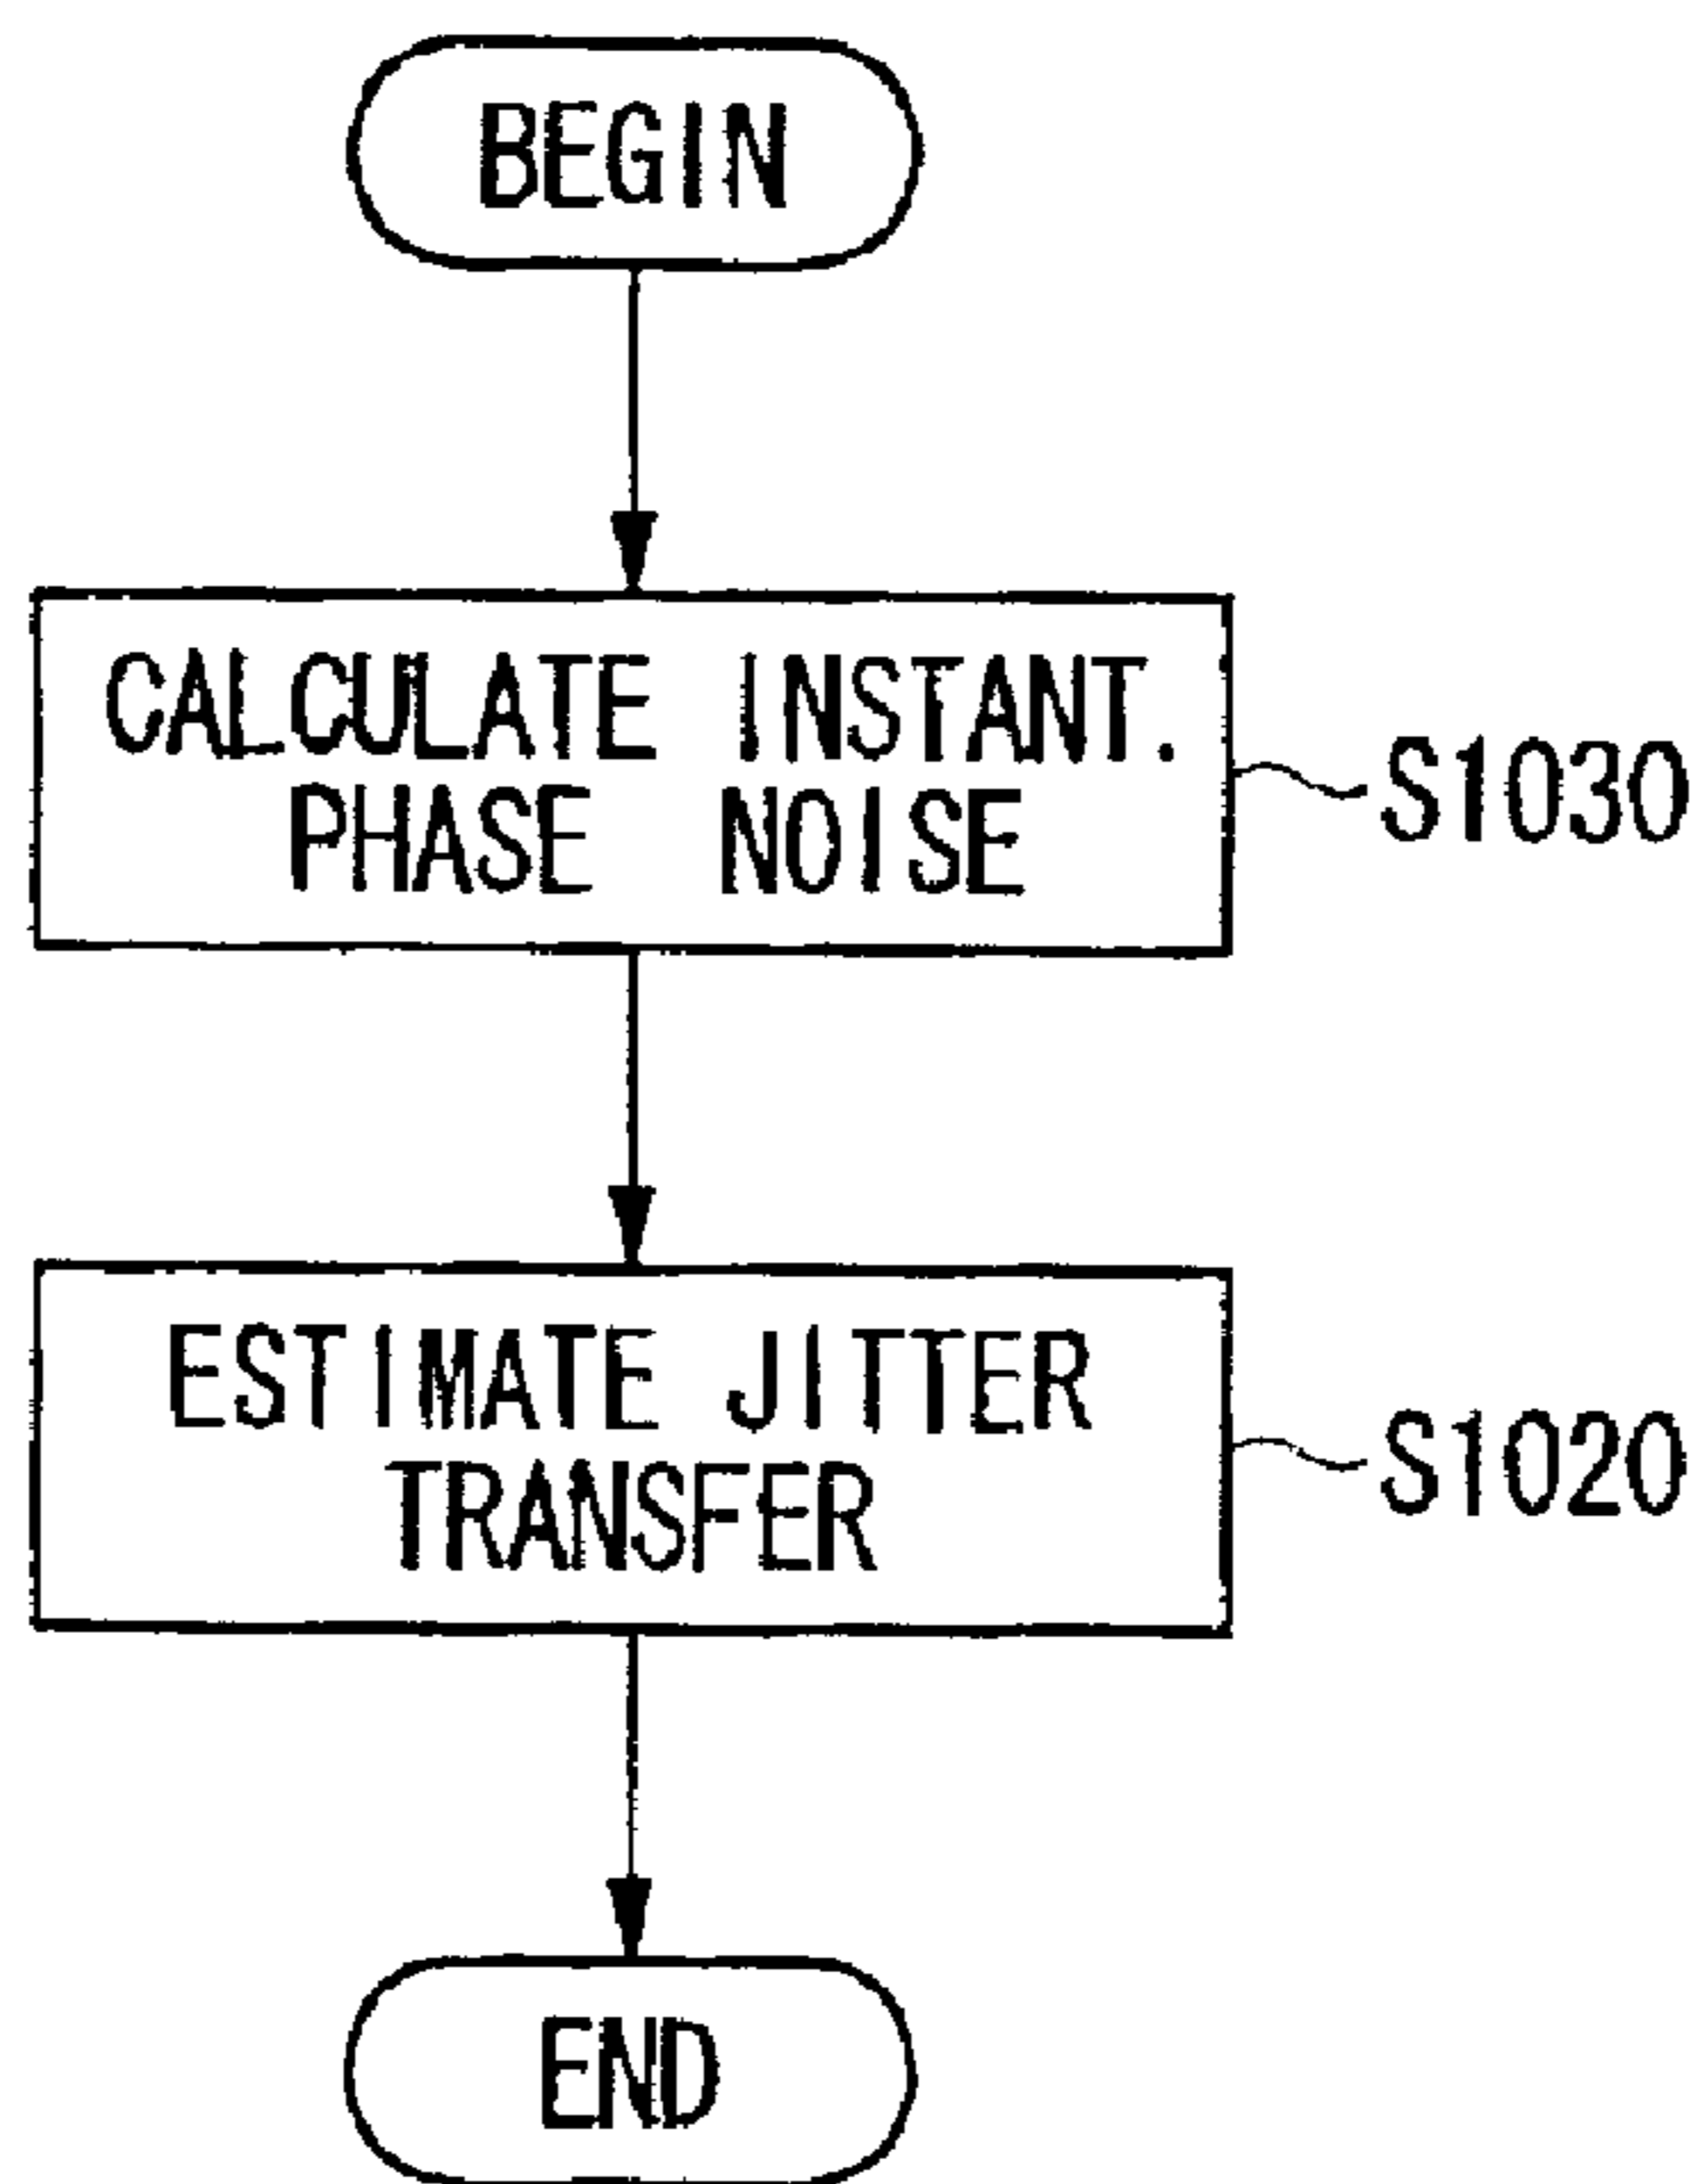 BEGIN
CALCULATE INSTANT.
PHASE NOISE
S1030
ESTIMATE JITTER
TRANSFER
S1020
END